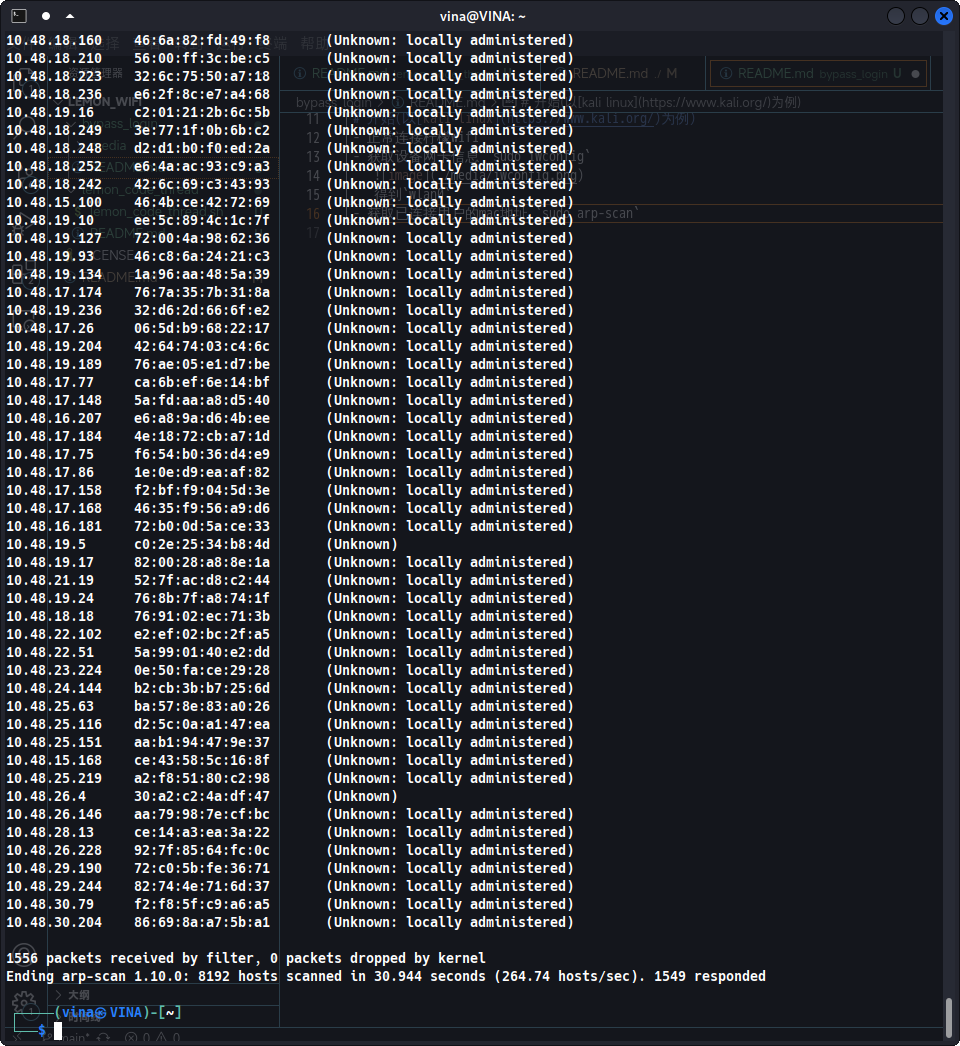 vina@VINA: ~
10.48.18.160 46:6a:82:fd:49:f8 (Unknown: locally administered)
10.48.18.210 56:00:ff:3c:be:c5 (Unknown: locally administered)
10.48.18.223 32:6c:75:50:a7:18 (Unknown: locally administered)
10.48.18.236 e6:2f:8c:e7:a4:68 (Unknown: locally administered)
10.48.19.16 c2:01:21:2b:6c:5b (Unknown: locally administered)
10.48.18.249 3e:77:1f:0b:6b:c2 (Unknown: locally administered)
10.48.18.248 d2:d1:b0:f0:ed:2a (Unknown: locally administered)
10.48.18.252 e6:4a:ac:93:c9:a3 (Unknown: locally administered)
10.48.18.242 42:6c:69:c3:43:93 (Unknown: locally administered)
10.48.15.100 46:4b:ce:42:72:69 (Unknown: locally administered)
10.48.19.10 ee:5c:89:4c:1c:7f (Unknown: locally administered)
10.48.19.127 72:00:4a:98:62:36 (Unknown: locally administered)
10.48.19.93 46:c8:6a:24:21:c3 (Unknown: locally administered)
10.48.19.134 1a:96:aa:48:5a:39 (Unknown: locally administered)
10.48.17.174 76:7a:35:7b:31:8a (Unknown: locally administered)
10.48.19.236 32:d6:2d:66:6f:e2 (Unknown: locally administered)
10.48.17.26 06:5d:b9:68:22:17 (Unknown: locally administered)
10.48.19.204 42:64:74:03:c4:6c (Unknown: locally administered)
10.48.19.189 76:ae:05:e1:d7:be (Unknown: locally administered)
10.48.17.77 ca:6b:ef:6e:14:bf (Unknown: locally administered)
10.48.17.148 5a:fd:aa:a8:d5:40 (Unknown: locally administered)
10.48.16.207 e6:a8:9a:d6:4b:ee (Unknown: locally administered)
10.48.17.184 4e:18:72:cb:a7:1d (Unknown: locally administered)
10.48.17.75 f6:54:b0:36:d4:e9 (Unknown: locally administered)
10.48.17.86 1e:0e:d9:ea:af:82 (Unknown: locally administered)
10.48.17.158 f2:bf:f9:04:5d:3e (Unknown: locally administered)
10.48.17.168 46:35:f9:56:a9:d6 (Unknown: locally administered)
10.48.16.181 72:b0:0d:5a:ce:33 (Unknown: locally administered)
10.48.19.5 c0:2e:25:34:b8:4d (Unknown)
10.48.19.17 82:00:28:a8:8e:1a (Unknown: locally administered)
10.48.21.19 52:7f:ac:d8:c2:44 (Unknown: locally administered)
10.48.19.24 76:8b:7f:a8:74:1f (Unknown: locally administered)
10.48.18.18 76:91:02:ec:71:3b (Unknown: locally administered)
10.48.22.102 e2:ef:02:bc:2f:a5 (Unknown: locally administered)
10.48.22.51 5a:99:01:40:e2:dd (Unknown: locally administered)
10.48.23.224 0e:50:fa:ce:29:28 (Unknown: locally administered)
10.48.24.144 b2:cb:3b:b7:25:6d (Unknown: locally administered)
10.48.25.63 ba:57:8e:83:a0:26 (Unknown: locally administered)
10.48.25.116 d2:5c:0a:a1:47:ea (Unknown: locally administered)
10.48.25.151 aa:b1:94:47:9e:37 (Unknown: locally administered)
10.48.15.168 ce:43:58:5c:16:8f (Unknown: locally administered)
10.48.25.219 a2:f8:51:80:c2:98 (Unknown: locally administered)
10.48.26.4 30:a2:c2:4a:df:47 (Unknown)
10.48.26.146 aa:79:98:7e:cf:bc (Unknown: locally administered)
10.48.28.13 ce:14:a3:ea:3a:22 (Unknown: locally administered)
10.48.26.228 92:7f:85:64:fc:0c (Unknown: locally administered)
10.48.29.190 72:c0:5b:fe:36:71 (Unknown: locally administered)
10.48.29.244 82:74:4e:71:6d:37 (Unknown: locally administered)
10.48.30.79 f2:f8:5f:c9:a6:a5 (Unknown: locally administered)
10.48.30.204 86:69:8a:a7:5b:a1 (Unknown: locally administered)
1556 packets received by filter, 0 packets dropped by kernel
Ending arp-scan 1.10.0: 8192 hosts scanned in 30.944 seconds (264.74 hosts/sec). 1549 responded
大纲
(vina㉿VINA)-[~]
$
README.md ./ M
README.md bypass_login U
11
12
13
14
15
16 - 获取已连接用户的mac地址 `sudo arp-scan`
17